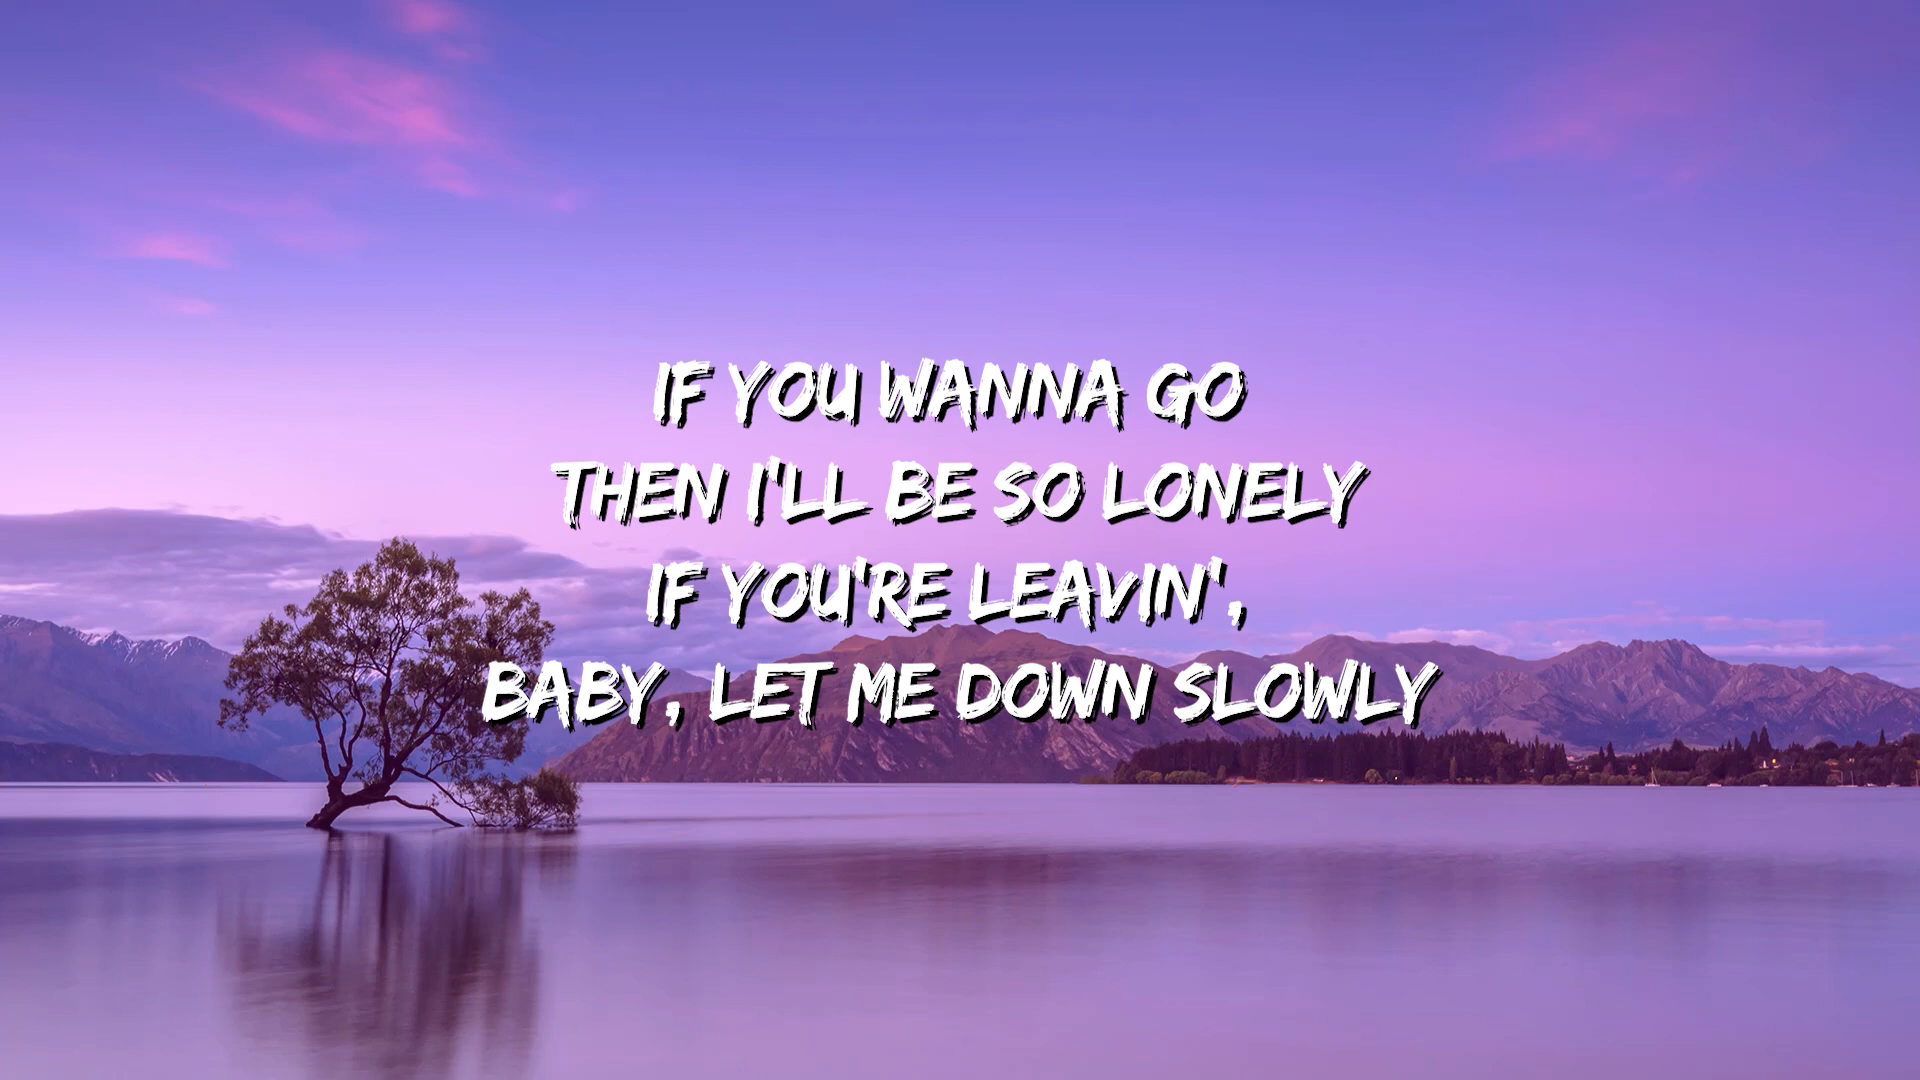 IF YOU WANNA GO
THEN I'LL BE SO LONELY
IF YOU'RE LEAVIN',
BABY, LET ME DOWN SLOWLY